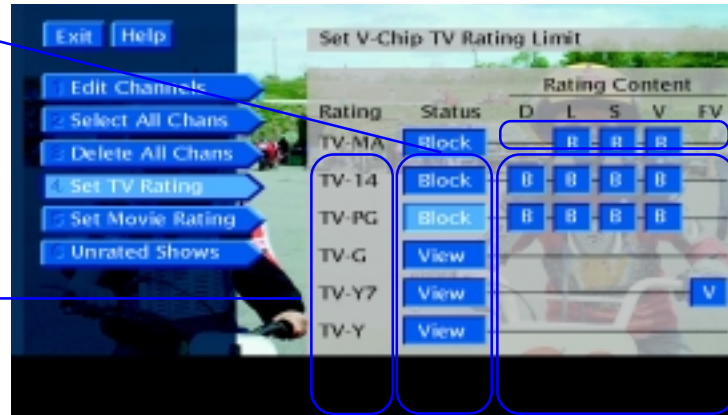 Exit Help
Set V-Chip TV Rating Limit
1 Edit Channels
2 Select All Chans
3 Delete All Chans
4 Set TV Rating
5 Set Movie Rating
6 Unrated Shows
Rating Content
Rating Status D L S V FV
TV-MA Block B B B
TV-14 Block B B B B
TV-PG Block B B B B
TV-G View
TV-Y7 View V
TV-Y View